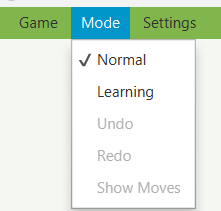 Game Mode Settings
✓ Normal
Learning
Undo
Redo
Show Moves